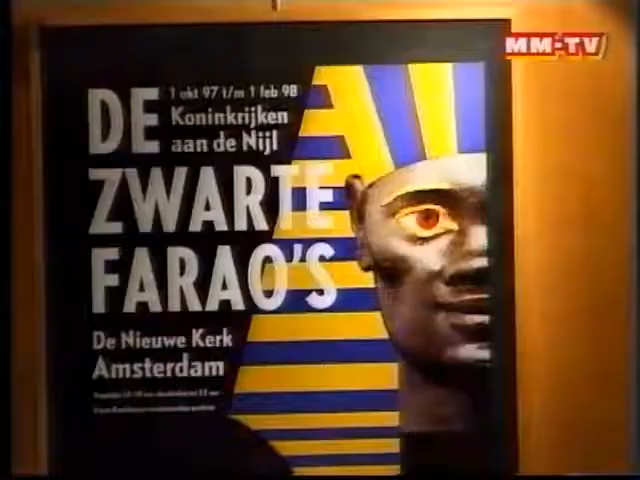 MM-TV
DE
1 okt 97 t/m 1 feb 98
Koninkrijken
aan de Nijl
ZWARTE
FARAO'S
De Nieuwe Kerk
Amsterdam